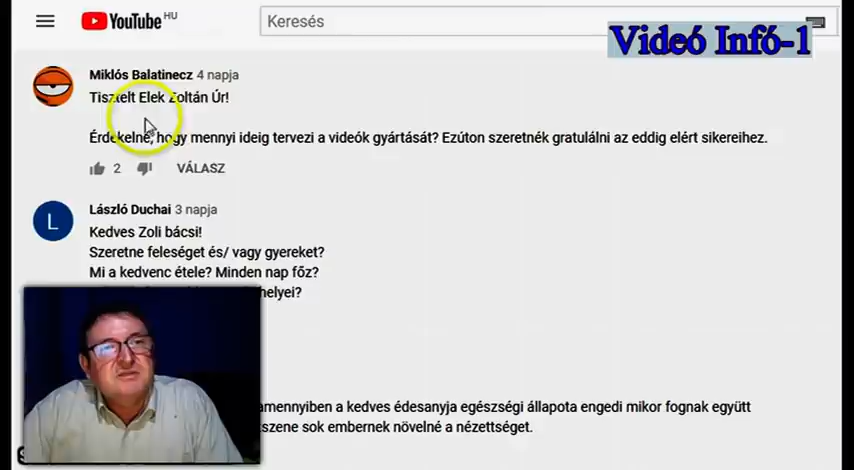 YouTube HU
Keresés
Videó Infó-1
Miklós Balatinecz 4 napja
Tisztelt Elek Zoltán Úr!
Érdekelne, hogy mennyi ideig tervezi a videók gyártását? Ezúton szeretnék gratulálni az eddig elért sikereihez.
2 VÁLASZ
L
László Duchai 3 napja
Kedves Zoli bácsi!
Szeretne feleséget és/ vagy gyereket?
Mi a kedvenc étele? Minden nap főz?
helyei?
amennyiben a kedves édesanyja egészségi állapota engedi mikor fognak együtt
szene sok embernek növelné a nézettséget.